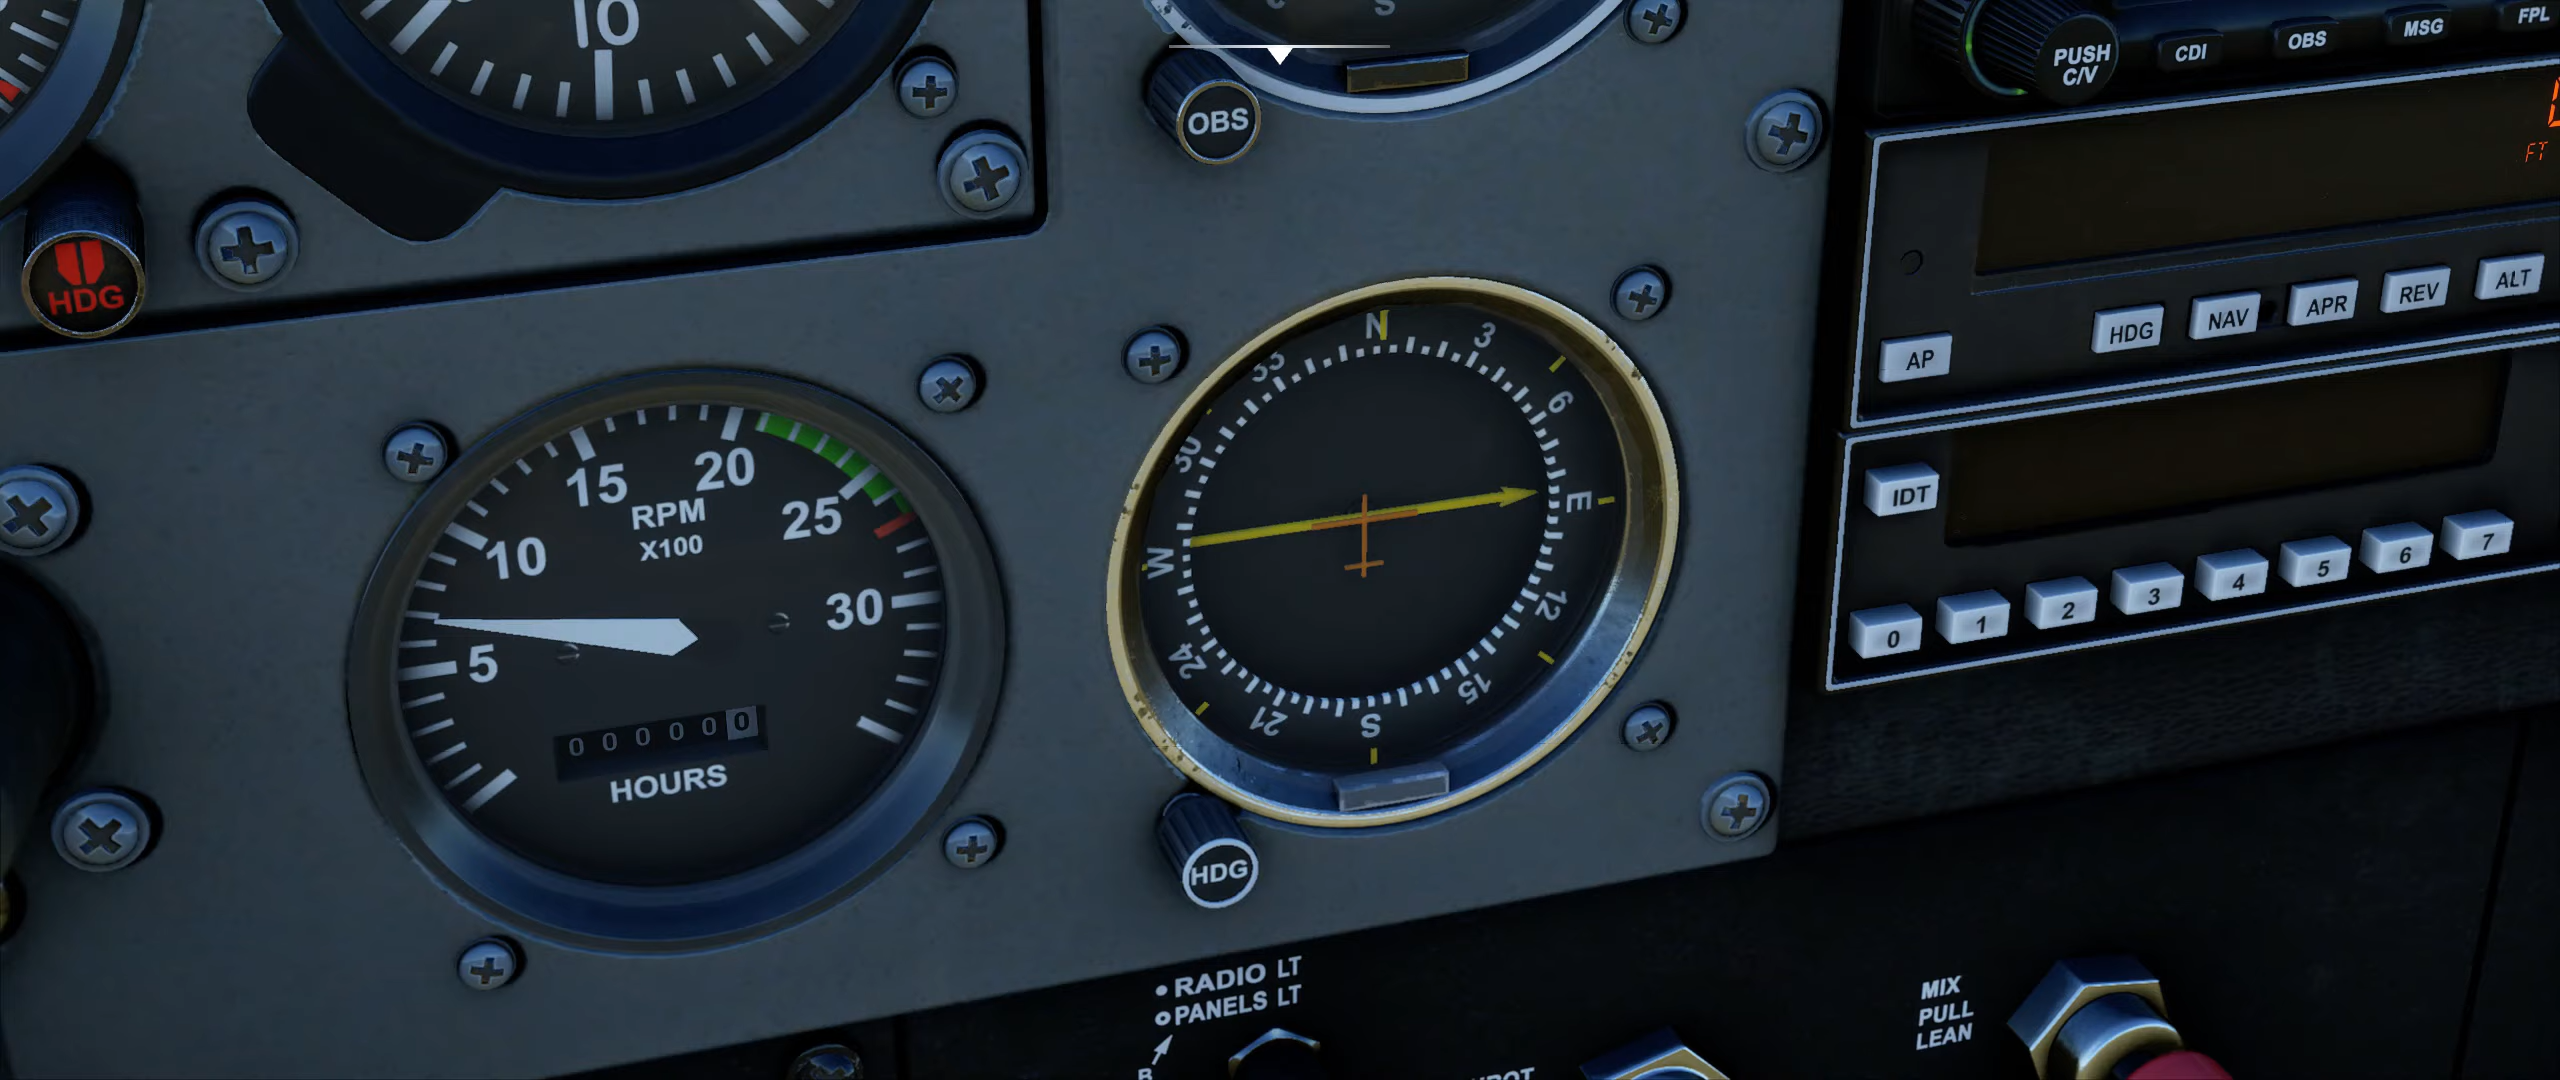 10
OBS
PUSH
C/V
CDI
OBS
MSG
FPL
FT
HDG
HDG
NAV
APR
REV
ALT
AP
IDT
0
1
2
3
4
5
6
7
5
10
15
20
25
30
RPM
X100
0 0 0 0 0 0
HOURS
N
3
6
E
12
15
S
21
24
W
30
33
HDG
RADIO LT
PANELS LT
MIX
PULL
LEAN